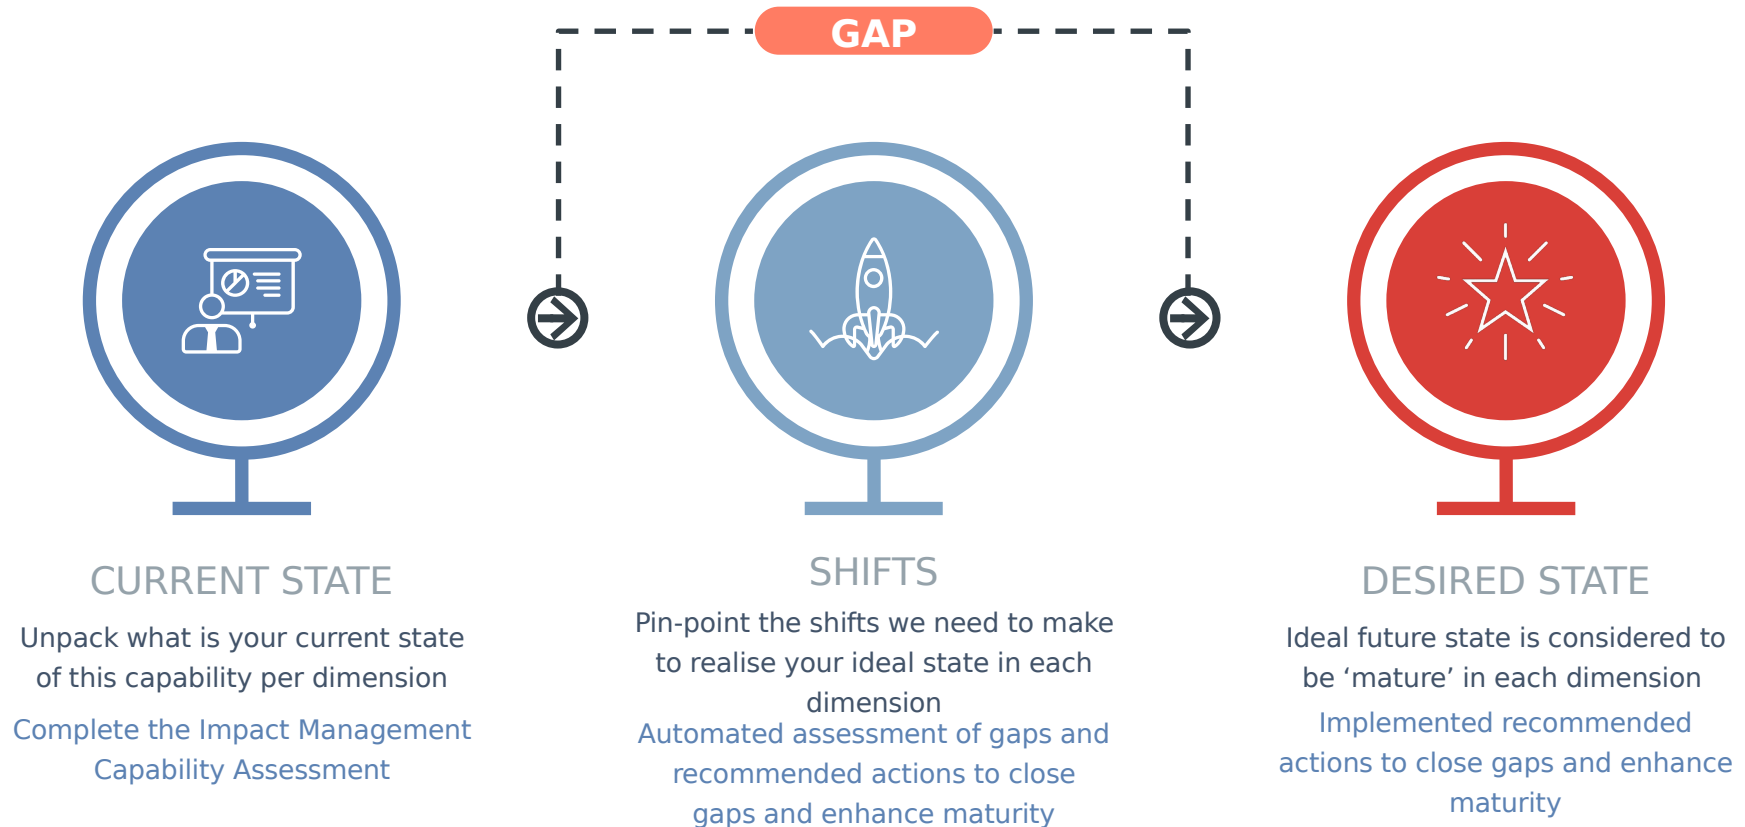 GAP
CURRENT STATE
Unpack what is your current state
of this capability per dimension
Complete the Impact Management
Capability Assessment
SHIFTS
Pin-point the shifts we need to make
to realise your ideal state in each
dimension
Automated assessment of gaps and
recommended actions to close
gaps and enhance maturity
DESIRED STATE
Ideal future state is considered to
be ‘mature’ in each dimension
Implemented recommended
actions to close gaps and enhance
maturity